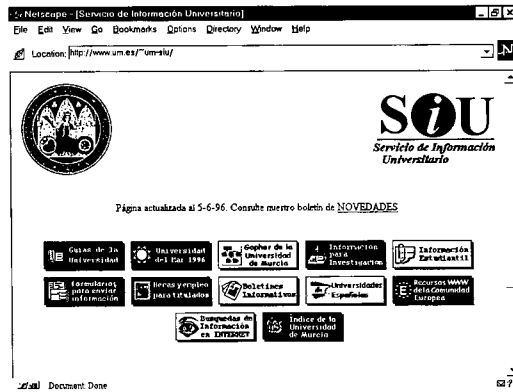 Netscape - [Servicio de Información Universitario]
File Edit View Go Bookmarks Options Directory Window Help
Location: http://www.um.es/~um-siu/
N
SiU
Servicio de Información
Universitario
Página actualizada al 5-6-96. Consulte nuestro boletín de NOVEDADES
Guías de la
Universidad
Universidad
del Mar 1996
Gopher de la
Universidad
de Murcia
Información
para
Investigación
Información
Estudiantil
Formularios
para enviar
información
Becas y empleo
para titulados
Boletines
Informativos
Universidades
Españolas
Recursos WWW
de la Comunidad
Europea
Busquedas de
Información
en INTERNET
Indice de la
Universidad
de Murcia
Document Done